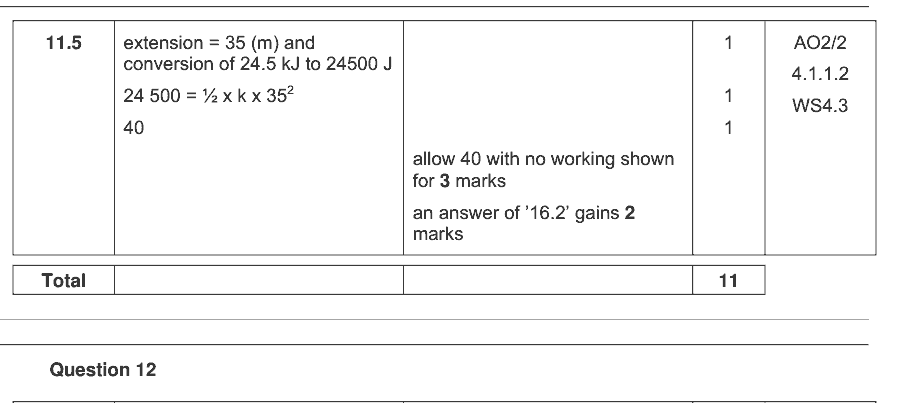 11.5
extension = 35 (m) and
conversion of 24.5 kJ to 24500 J
1
AO2/2
4.1.1.2
24 500 = ½ x k x 35²
1
WS4.3
40
1
allow 40 with no working shown
for 3 marks
an answer of '16.2' gains 2
marks
Total
11
Question 12